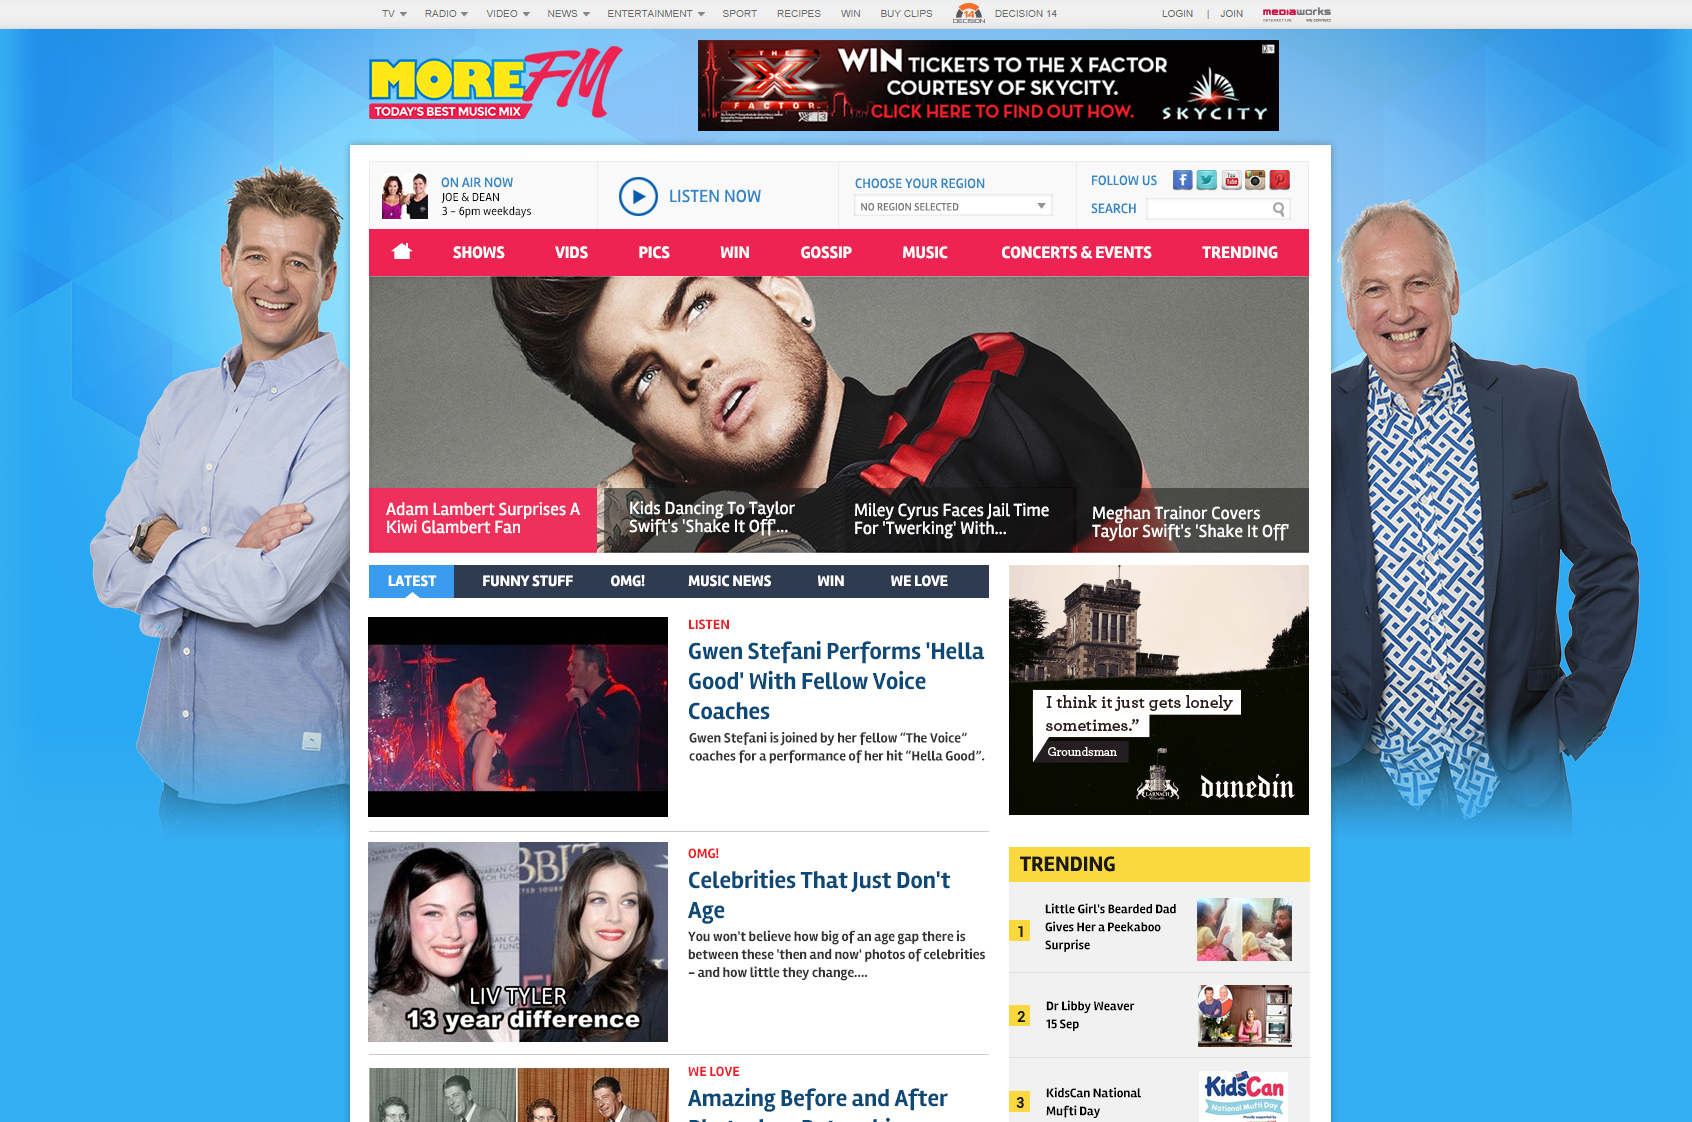 TV RADIO VIDEO NEWS ENTERTAINMENT SPORT RECIPES WIN BUY CLIPS 14 DECISION DECISION 14 LOGIN | JOIN mediaworks
MORE FM
TODAY'S BEST MUSIC MIX
THE X FACTOR
WIN TICKETS TO THE X FACTOR
COURTESY OF SKYCITY.
CLICK HERE TO FIND OUT HOW.
SKYCITY
ON AIR NOW
JOE & DEAN
3 - 6pm weekdays
LISTEN NOW
CHOOSE YOUR REGION
NO REGION SELECTED
FOLLOW US
You Tube
SEARCH
SHOWS VIDS PICS WIN GOSSIP MUSIC CONCERTS & EVENTS TRENDING
Adam Lambert Surprises A
Kiwi Glambert Fan
Kids Dancing To Taylor
Swift's 'Shake It Off'...
Miley Cyrus Faces Jail Time
For 'Twerking' With...
Meghan Trainor Covers
Taylor Swift's 'Shake It Off'
LATEST FUNNY STUFF OMG! MUSIC NEWS WIN WE LOVE
LISTEN
Gwen Stefani Performs 'Hella
Good' With Fellow Voice
Coaches
Gwen Stefani is joined by her fellow “The Voice”
coaches for a performance of her hit “Hella Good”.
I think it just gets lonely
sometimes.”
Groundsman
LARNACH
dunedin
OMG!
Celebrities That Just Don't
Age
You won't believe how big of an age gap there is
between these 'then and now' photos of celebrities
- and how little they change....
LIV TYLER
13 year difference
TRENDING
1
Little Girl's Bearded Dad
Gives Her a Peekaboo
Surprise
2
Dr Libby Weaver
15 Sep
3
KidsCan National
Mufti Day
KidsCan
National Mufti Day
WE LOVE
Amazing Before and After